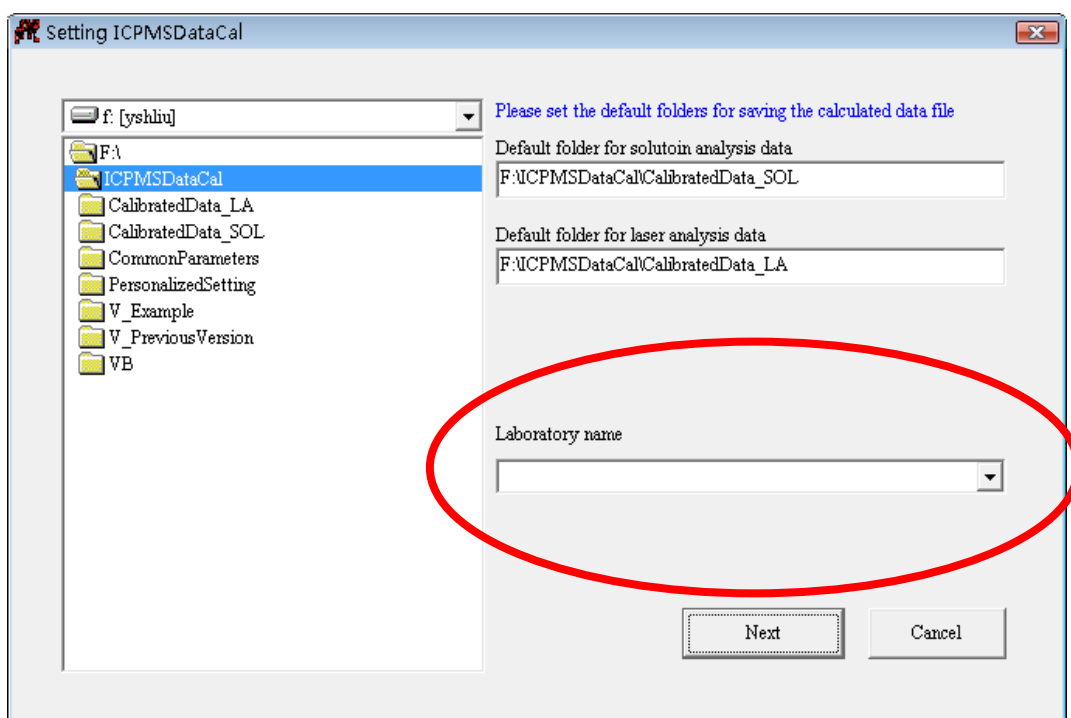 Setting ICPMSDataCal
f: [yshliu]
F:\
ICPMSDataCal
CalibratedData_LA
CalibratedData_SOL
CommonParameters
PersonalizedSetting
V_Example
V_PreviousVersion
VB
Please set the default folders for saving the calculated data file
Default folder for solutoin analysis data
F:\ICPMSDataCal\CalibratedData_SOL
Default folder for laser analysis data
F:\ICPMSDataCal\CalibratedData_LA
Laboratory name
Next
Cancel